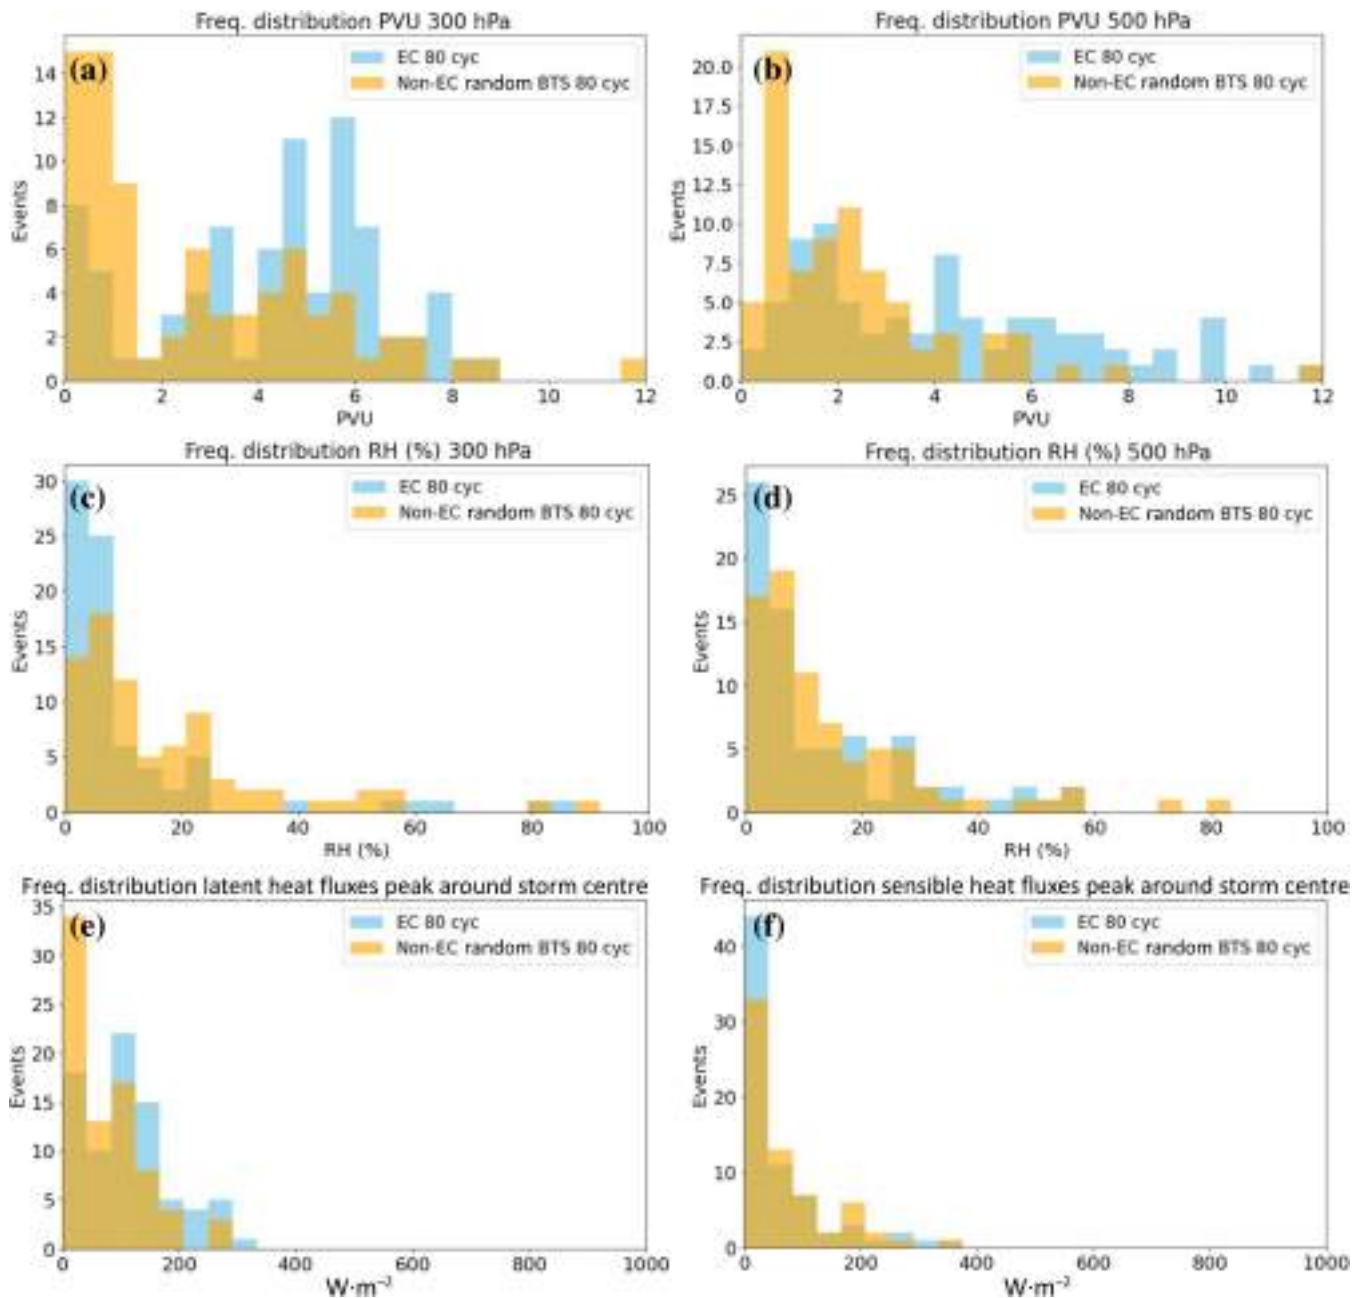 Freq. distribution PVU 300 hPa
(a)
EC 80 cyc
Non-EC random BTS 80 cyc
Events
14
12
10
8
6
4
2
0
0 2 4 6 8 10 12
PVU
Freq. distribution PVU 500 hPa
(b)
EC 80 cyc
Non-EC random BTS 80 cyc
Events
20.0
17.5
15.0
12.5
10.0
7.5
5.0
2.5
0.0
0 2 4 6 8 10 12
PVU
Freq. distribution RH (%) 300 hPa
(c)
EC 80 cyc
Non-EC random BTS 80 cyc
Events
30
25
20
15
10
5
0
0 20 40 60 80 100
RH (%)
Freq. distribution RH (%) 500 hPa
(d)
EC 80 cyc
Non-EC random BTS 80 cyc
Events
25
20
15
10
5
0
0 20 40 60 80 100
RH (%)
Freq. distribution latent heat fluxes peak around storm centre
(e)
EC 80 cyc
Non-EC random BTS 80 cyc
Events
35
30
25
20
15
10
5
0
0 200 400 600 800 1000
W·m⁻²
Freq. distribution sensible heat fluxes peak around storm centre
(f)
EC 80 cyc
Non-EC random BTS 80 cyc
Events
40
30
20
10
0
0 200 400 600 800 1000
W·m⁻²